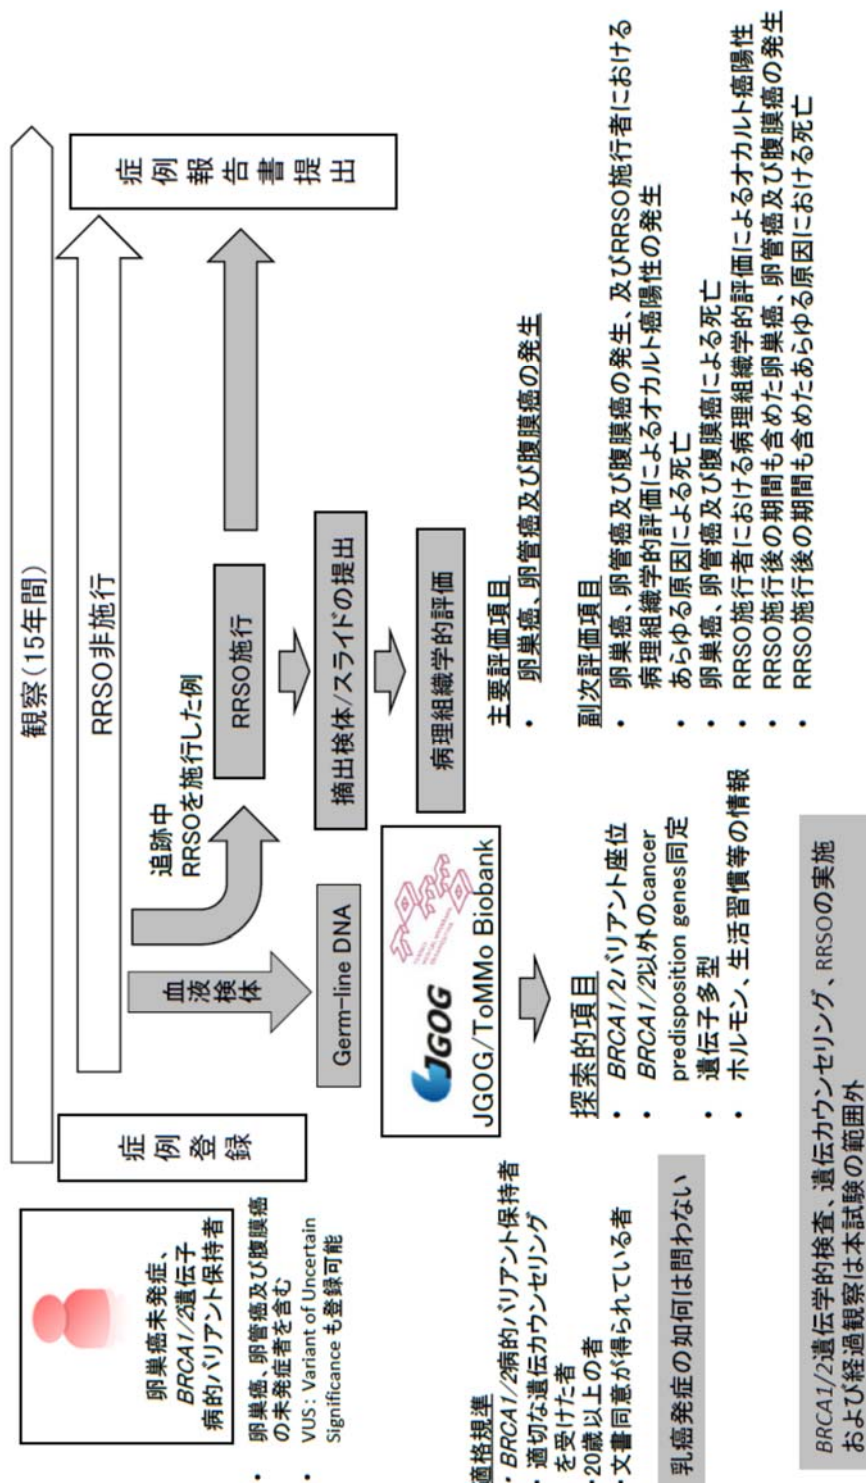 観察(15年間)
卵巣癌未発症、
BRCA1/2遺伝子
病的バリアント保持者
・ 卵巣癌、卵管癌及び腹膜癌
の未発症者を含む
・ VUS: Variant of Uncertain
Significance も登録可能
症例登録
RRSO非施行
症例報告書提出
血液検体
追跡中
RRSOを施行した例
RRSO施行
Germ-line DNA
摘出検体/スライドの提出
病理組織学的評価
JGOG
JGOG/ToMMo Biobank
適格規準
・BRCA1/2病的バリアント保持者
・適切な遺伝カウンセリング
を受けた者
・20歳以上の者
・文書同意が得られている者
乳癌発症の如何は問わない
探索的項目
・ BRCA1/2バリアント座位
・ BRCA1/2以外のcancer
predisposition genes同定
・ 遺伝子多型
・ ホルモン、生活習慣等の情報
主要評価項目
・ 卵巣癌、卵管癌及び腹膜癌の発生
副次評価項目
・ 卵巣癌、卵管癌及び腹膜癌の発生、及びRRSO施行者における
病理組織学的評価によるオカルト癌陽性の発生
・ あらゆる原因による死亡
・ 卵巣癌、卵管癌及び腹膜癌による死亡
・ RRSO施行者における病理組織学的評価によるオカルト癌陽性
・ RRSO施行後の期間も含めた卵巣癌、卵管癌及び腹膜癌の発生
・ RRSO施行後の期間も含めたあらゆる原因における死亡
BRCA1/2遺伝学的検査、遺伝カウンセリング、RRSOの実施
および経過観察は本試験の範囲外